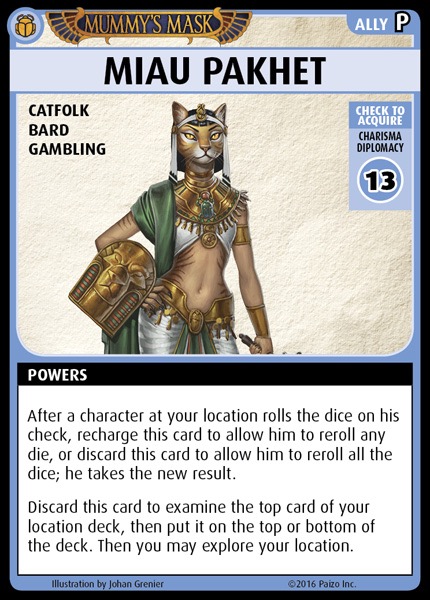 MUMMY'S MASK
ALLY P
MIAU PAKHET
CATFOLK
BARD
GAMBLING
CHECK TO
ACQUIRE
CHARISMA
DIPLOMACY
13
POWERS
After a character at your location rolls the dice on his
check, recharge this card to allow him to reroll any
die, or discard this card to allow him to reroll all the
dice; he takes the new result.
Discard this card to examine the top card of your
location deck, then put it on the top or bottom of
the deck. Then you may explore your location.
Illustration by Johan Grenier
©2016 Paizo Inc.